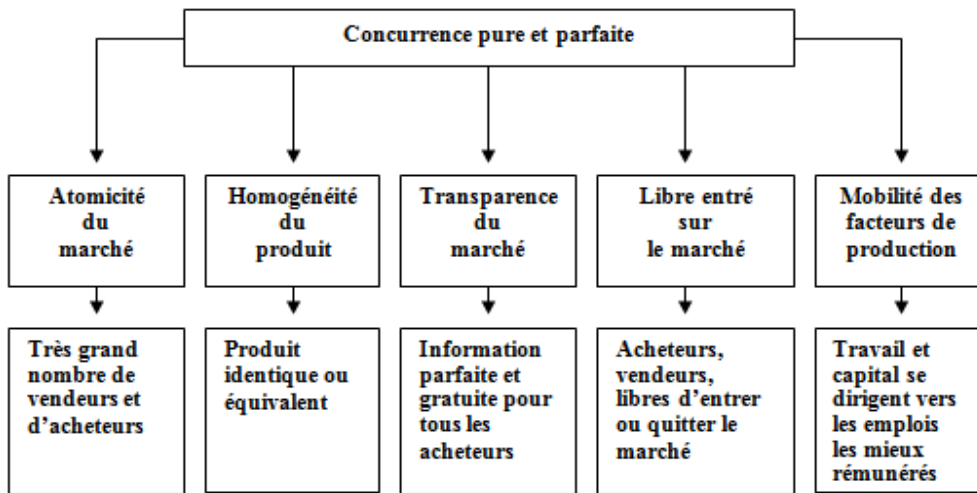 Concurrence pure et parfaite
Atomicité
du
marché
Homogénéité
du
produit
Transparence
du
marché
Libre entré
sur
le marché
Mobilité des
facteurs de
production
Très grand
nombre de
vendeurs et
d'acheteurs
Produit
identique ou
équivalent
Information
parfaite et
gratuite pour
tous les
acheteurs
Acheteurs,
vendeurs,
libres d'entrer
ou quitter le
marché
Travail et
capital se
dirigent vers
les emplois
les mieux
rémunérés